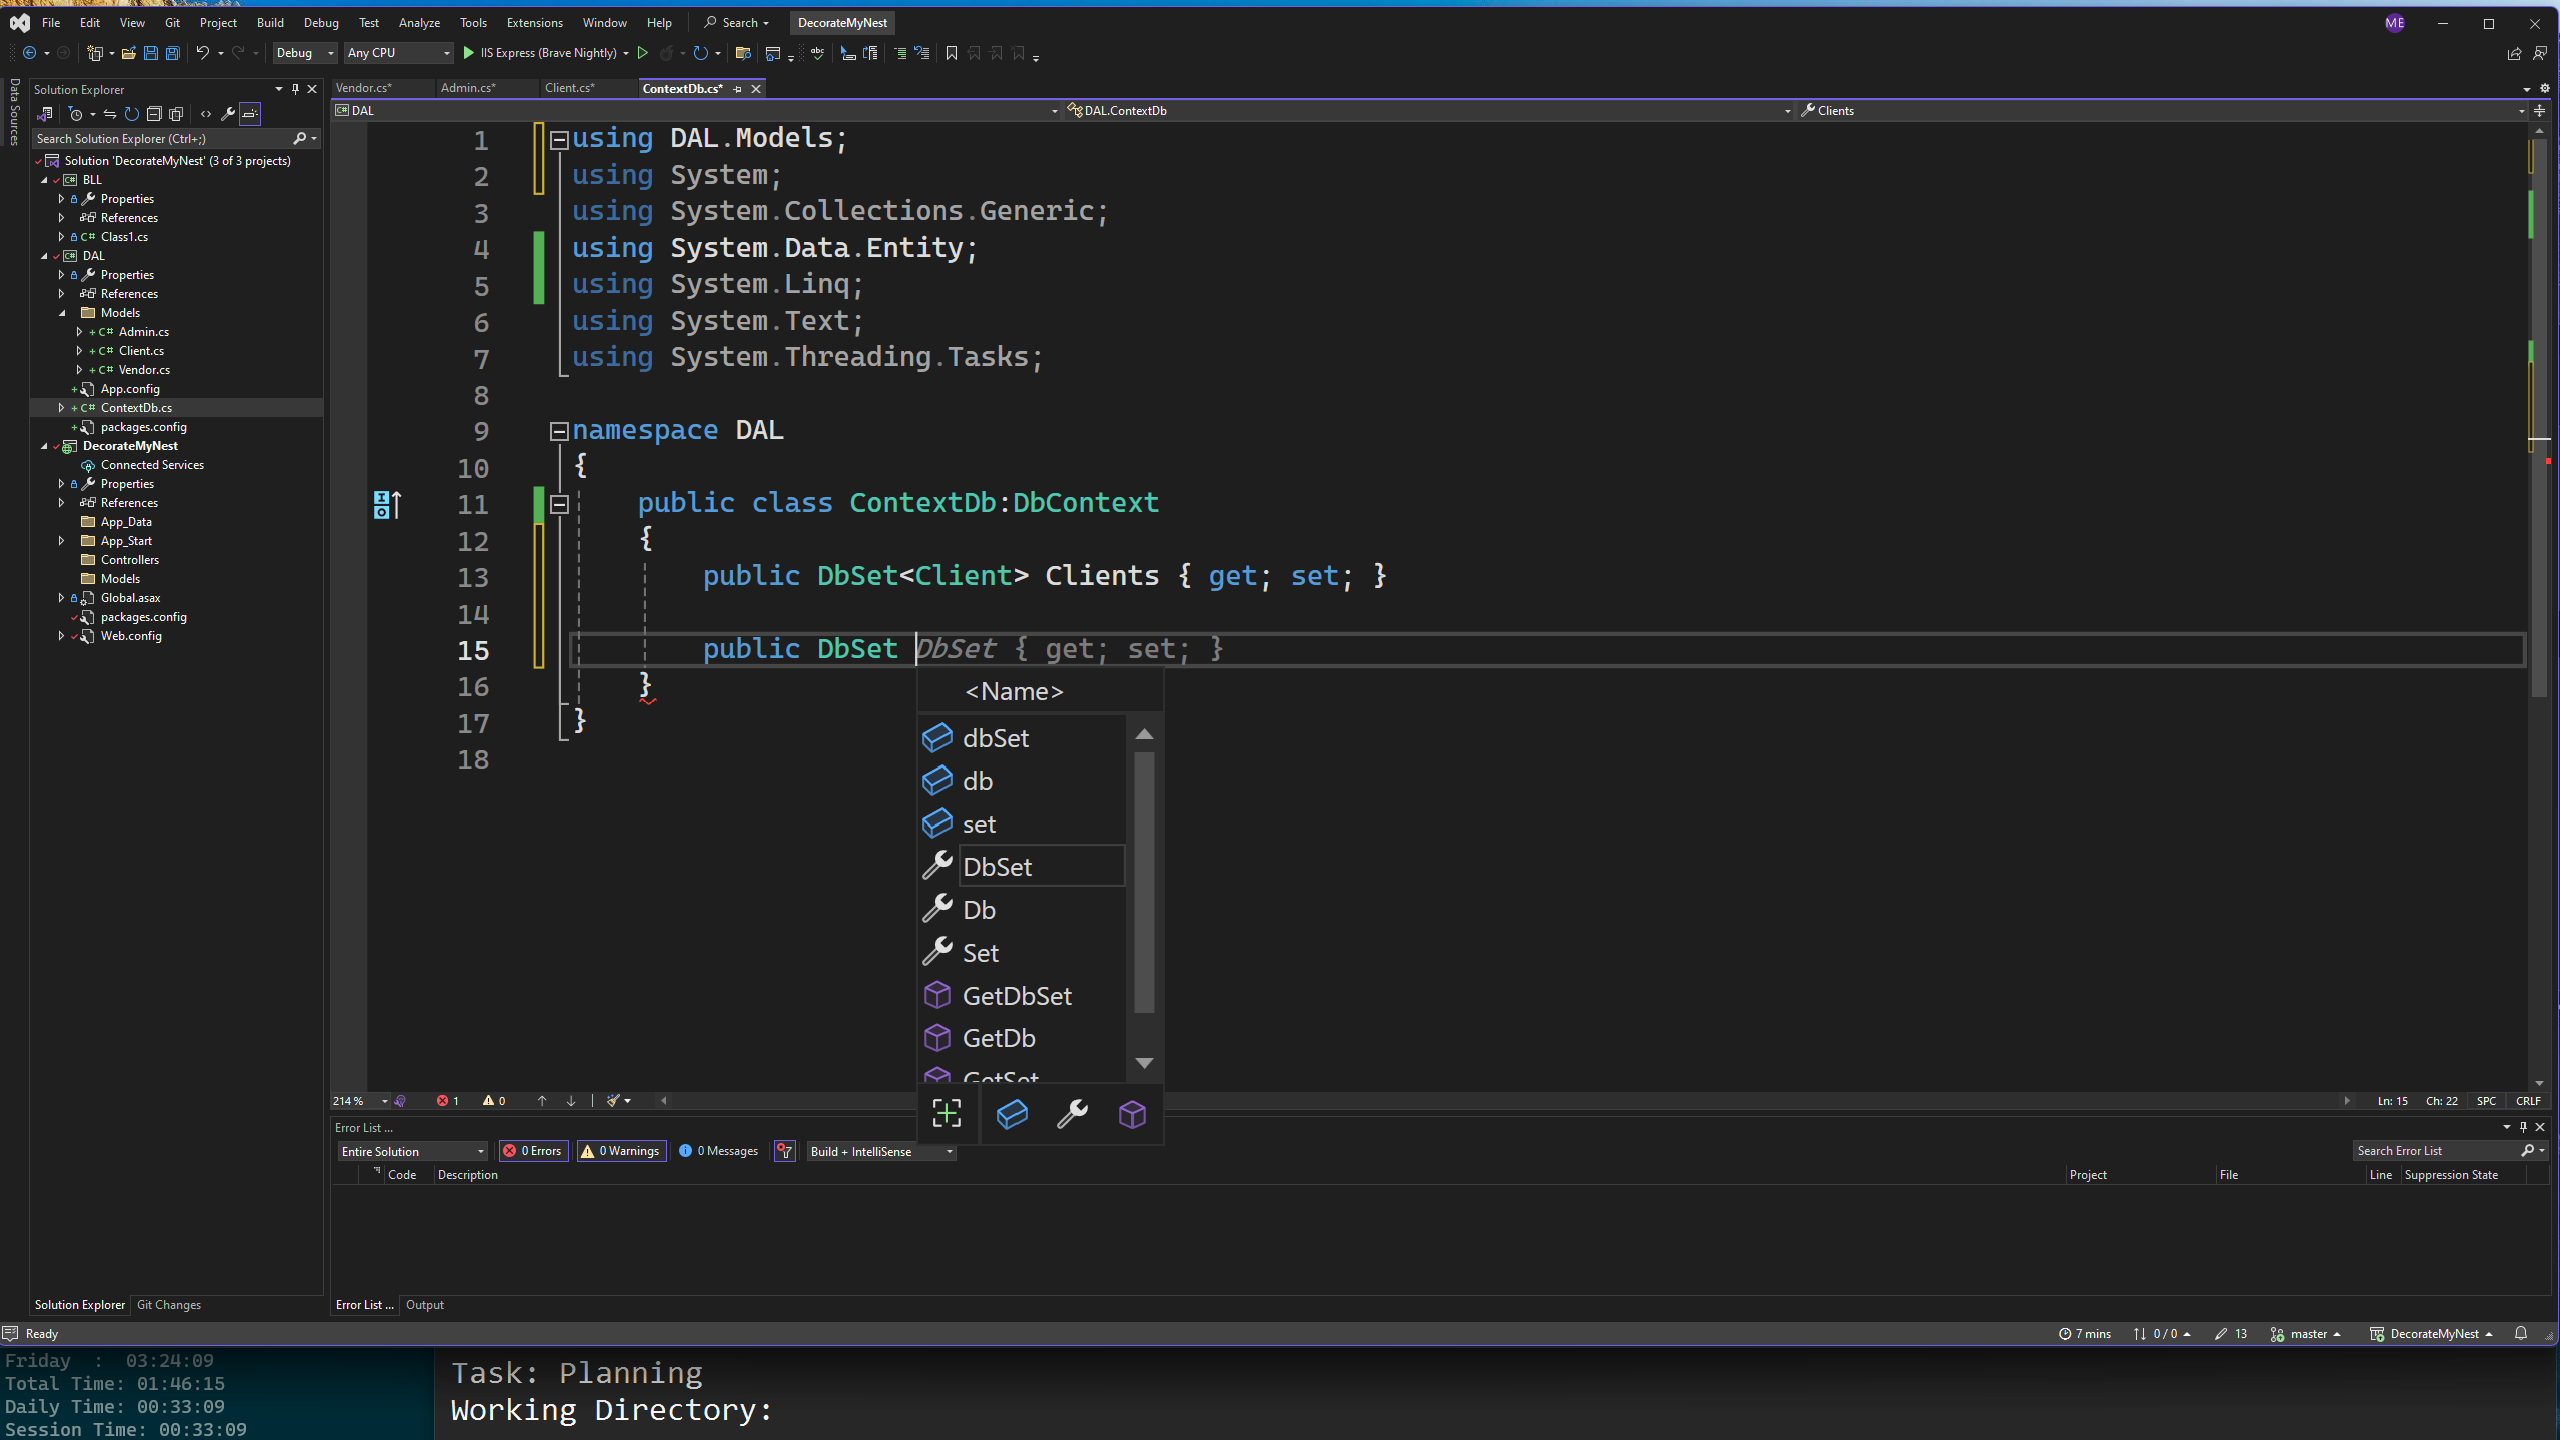 File Edit View Git Project Build Debug Test Analyze Tools Extensions Window Help Search DecorateMyNest ME
Debug Any CPU IIS Express (Brave Nightly)
Data Sources
Solution Explorer
Search Solution Explorer (Ctrl+;)
Solution 'DecorateMyNest' (3 of 3 projects)
BLL
Properties
References
C# Class1.cs
DAL
Properties
References
Models
C# Admin.cs
C# Client.cs
C# Vendor.cs
App.config
C# ContextDb.cs
packages.config
DecorateMyNest
Connected Services
Properties
References
App_Data
App_Start
Controllers
Models
Global.asax
packages.config
Web.config
Solution Explorer Git Changes
Vendor.cs* Admin.cs* Client.cs* ContextDb.cs*
C# DAL DAL.ContextDb Clients
1 using DAL.Models;
2 using System;
3 using System.Collections.Generic;
4 using System.Data.Entity;
5 using System.Linq;
6 using System.Text;
7 using System.Threading.Tasks;
8
9 namespace DAL
10 {
11 public class ContextDb:DbContext
12 {
13 public DbSet<Client> Clients { get; set; }
14
15 public DbSet DbSet { get; set; }
16 }
17 }
18
<Name>
dbSet
db
set
DbSet
Db
Set
GetDbSet
GetDb
GetSet
214 % 1 0 Ln: 15 Ch: 22 SPC CRLF
Error List ...
Entire Solution 0 Errors 0 Warnings 0 Messages Build + IntelliSense Search Error List
Code Description Project File Line Suppression State
Error List ... Output
Ready 7 mins 0 / 0 13 master DecorateMyNest
Friday : 03:24:09
Total Time: 01:46:15
Daily Time: 00:33:09
Session Time: 00:33:09
Task: Planning
Working Directory: